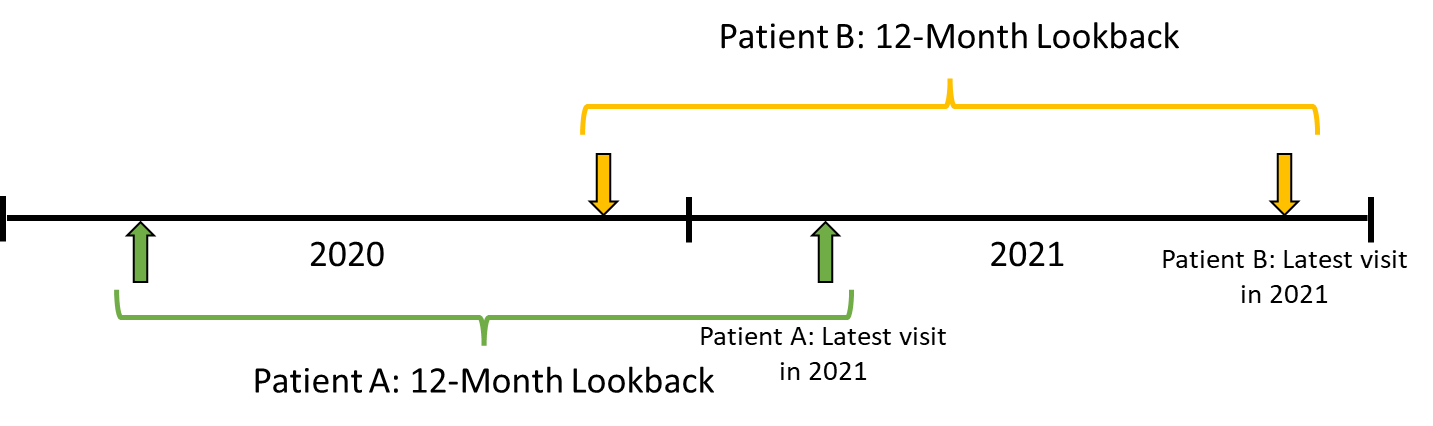 Patient B: 12-Month Lookback
2020
2021
Patient B: Latest visit
in 2021
Patient A: Latest visit
in 2021
Patient A: 12-Month Lookback